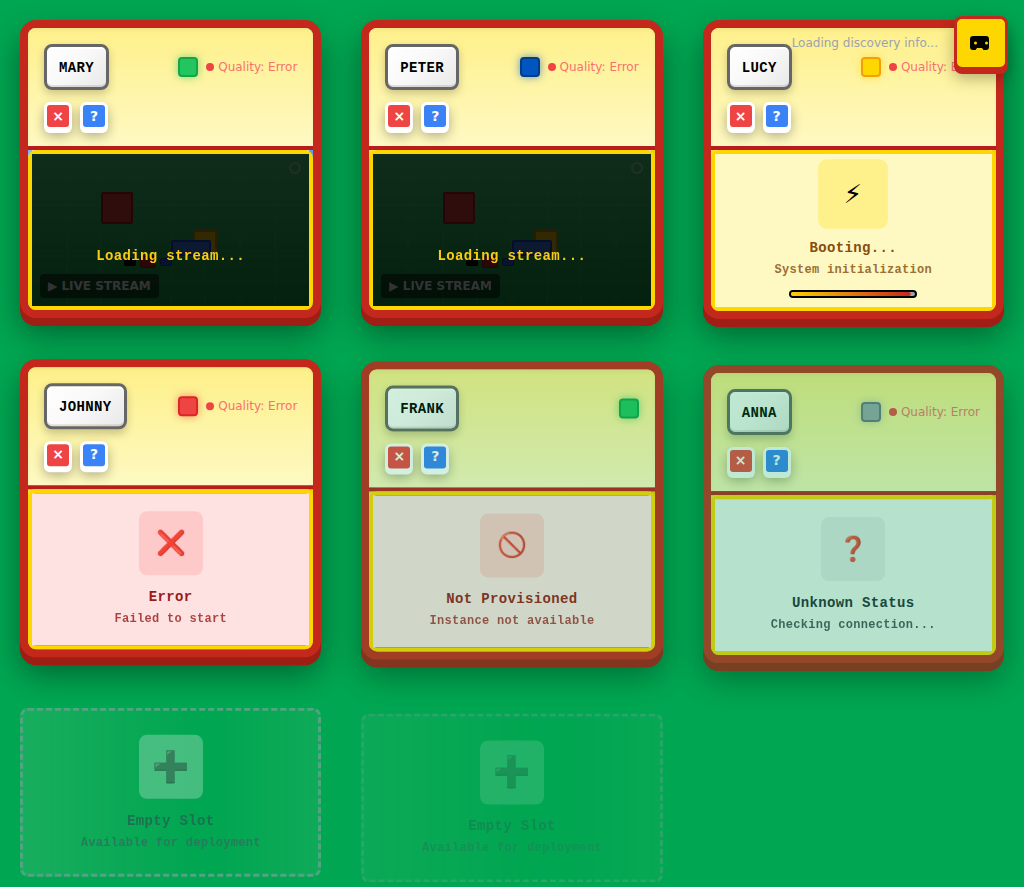 Loading discovery info...
MARY
Quality: Error
× ?
Loading stream...
▶ LIVE STREAM
PETER
Quality: Error
× ?
Loading stream...
▶ LIVE STREAM
LUCY
Quality:
× ?
Booting...
System initialization
JOHNNY
Quality: Error
× ?
Error
Failed to start
FRANK
× ?
Not Provisioned
Instance not available
ANNA
Quality: Error
× ?
Unknown Status
Checking connection...
Empty Slot
Available for deployment
Empty Slot
Available for deployment